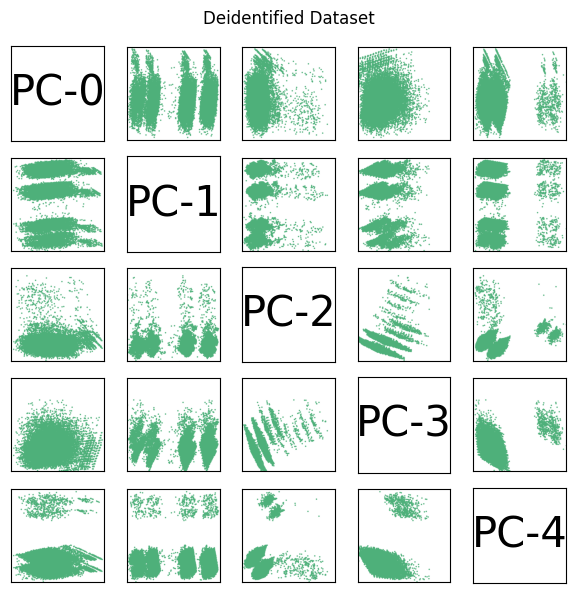 Deidentified Dataset
PC-0
PC-1
PC-2
PC-3
PC-4